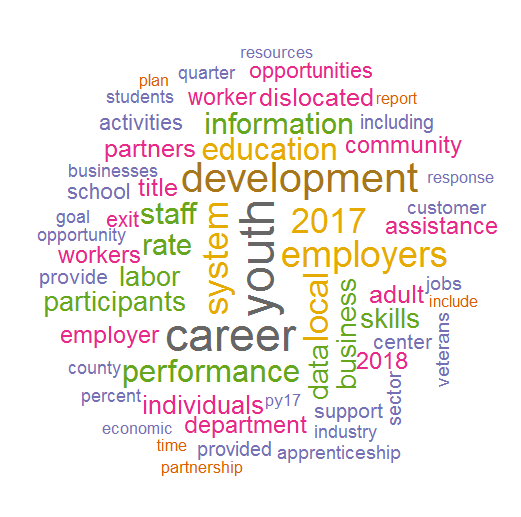 resources
quarter opportunities
plan
students worker dislocated report
activities information including
partners education community
businesses development response
school title
staff youth system 2017 customer
goal exit assistance
opportunity rate employers
workers
provide labor local adult jobs
participants data business skills include
employer career center veterans
2018
county performance
percent individuals py17 support sector
economic department industry
time provided apprenticeship
partnership